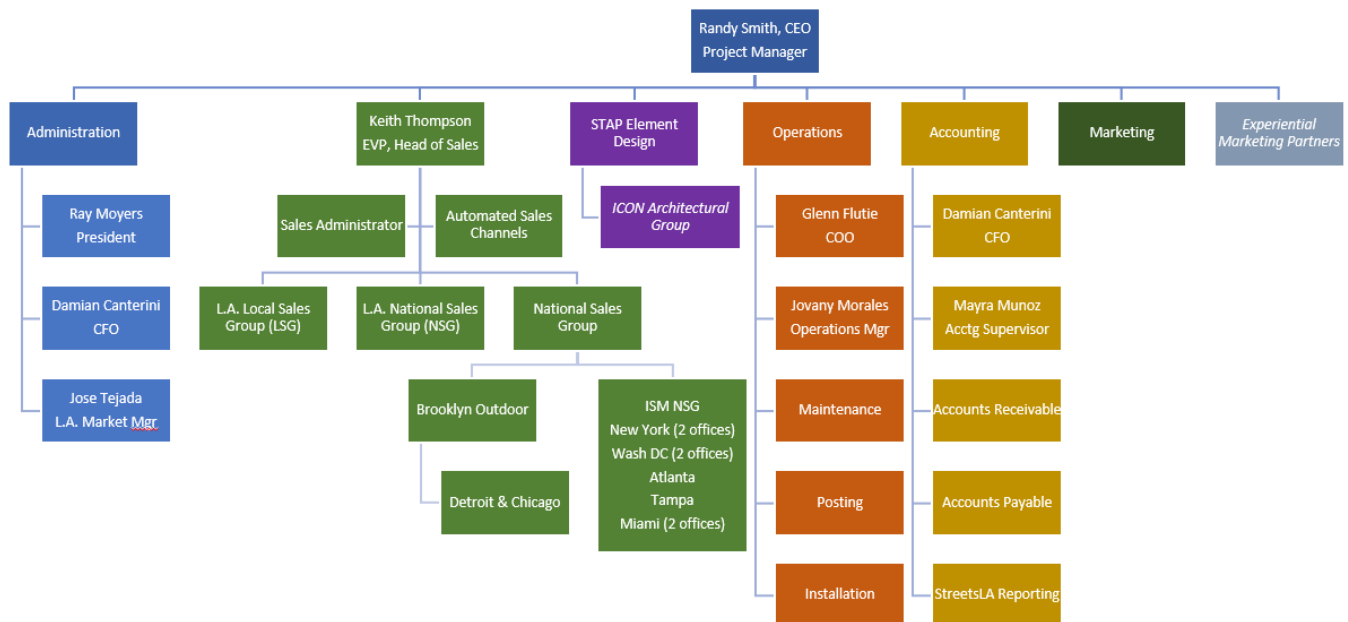 Randy Smith, CEO
Project Manager
Administration
Keith Thompson
EVP, Head of Sales
STAP Element
Design
Operations
Accounting
Marketing
Experiential
Marketing Partners
Ray Moyers
President
Damian Canterini
CFO
Jose Tejada
L.A. Market Mgr
Sales Administrator
Automated Sales
Channels
L.A. Local Sales
Group (LSG)
L.A. National Sales
Group (NSG)
National Sales
Group
Brooklyn Outdoor
Detroit & Chicago
ISM NSG
New York (2 offices)
Wash DC (2 offices)
Atlanta
Tampa
Miami (2 offices)
ICON Architectural
Group
Glenn Flutie
COO
Jovany Morales
Operations Mgr
Maintenance
Posting
Installation
Damian Canterini
CFO
Mayra Munoz
Acctg Supervisor
Accounts Receivable
Accounts Payable
StreetsLA Reporting